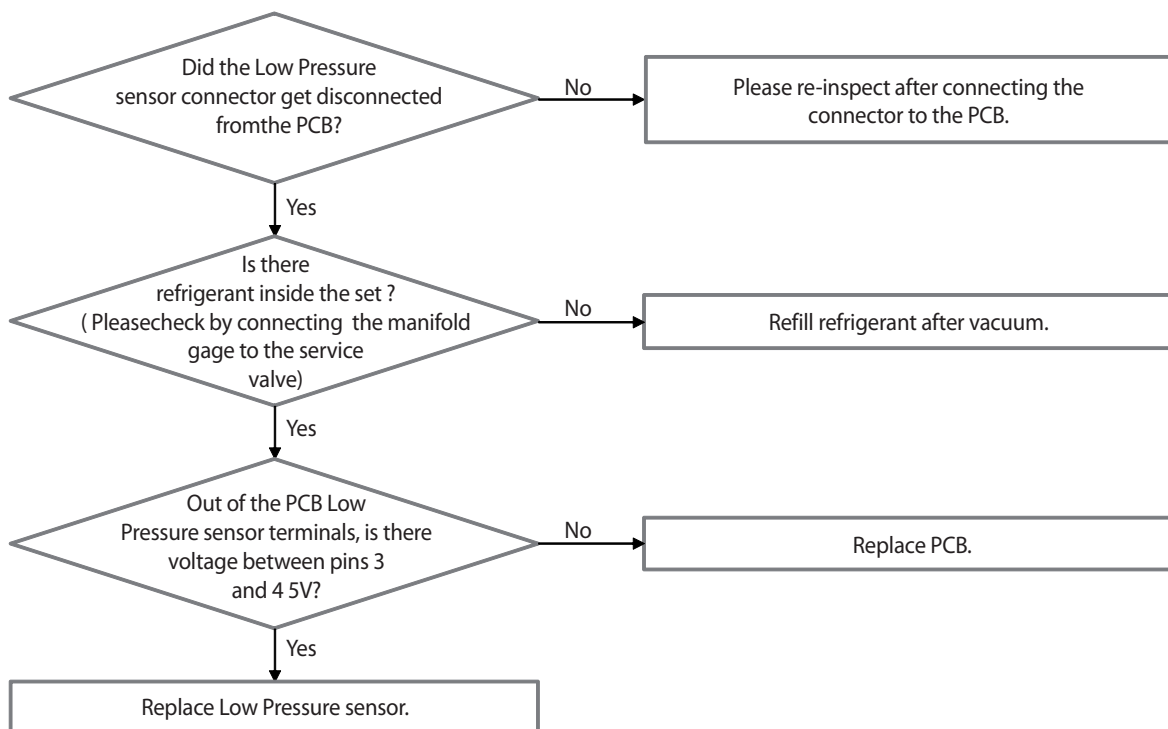 Did the Low Pressure
sensor connector get disconnected
fromthe PCB?
No
Please re-inspect after connecting the
connector to the PCB.
Yes
Is there
refrigerant inside the set ?
( Pleasecheck by connecting the manifold
gage to the service
valve)
No
Refill refrigerant after vacuum.
Yes
Out of the PCB Low
Pressure sensor terminals, is there
voltage between pins 3
and 4 5V?
No
Replace PCB.
Yes
Replace Low Pressure sensor.